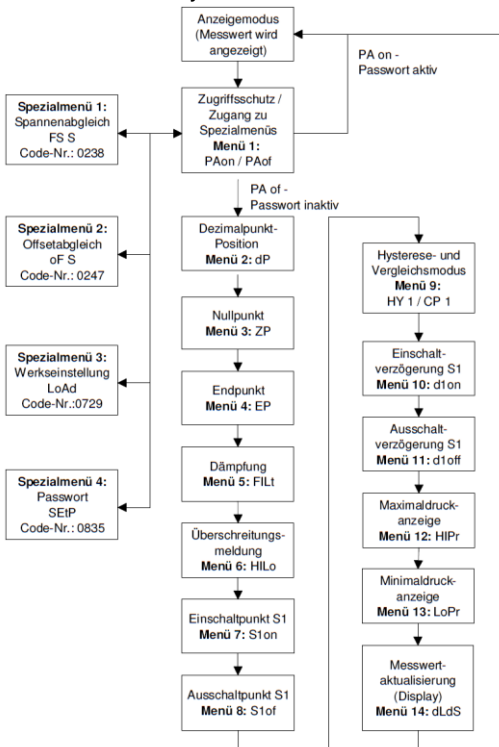 Anzeigemodus
(Messwert wird
angezeigt)
PA on -
Passwort aktiv
Zugriffsschutz /
Zugang zu
Spezialmenüs
Menü 1:
PAon / PAof
Spezialmenü 1:
Spannenabgleich
FS S
Code-Nr.: 0238
PA of -
Passwort inaktiv
Spezialmenü 2:
Offsetabgleich
oF S
Code-Nr.: 0247
Dezimalpunkt-
Position
Menü 2: dP
Nullpunkt
Menü 3: ZP
Spezialmenü 3:
Werkseinstellung
LoAd
Code-Nr.:0729
Endpunkt
Menü 4: EP
Dämpfung
Menü 5: FILt
Spezialmenü 4:
Passwort
SEtP
Code-Nr.: 0835
Überschreitungs-
meldung
Menü 6: HILo
Einschaltpunkt S1
Menü 7: S1on
Ausschaltpunkt S1
Menü 8: S1of
Hysterese- und
Vergleichsmodus
Menü 9:
HY 1 / CP 1
Einschalt-
verzögerung S1
Menü 10: d1on
Ausschalt-
verzögerung S1
Menü 11: d1off
Maximaldruck-
anzeige
Menü 12: HIPr
Minimaldruck-
anzeige
Menü 13: LoPr
Messwert-
aktualisierung
(Display)
Menü 14: dLdS